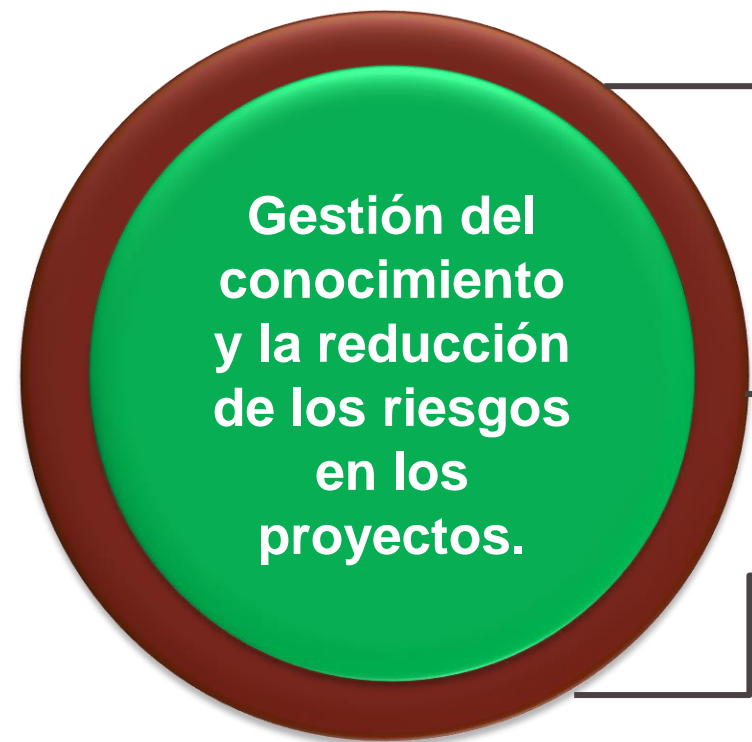 Gestión del
conocimiento
y la reducción
de los riesgos
en los
proyectos.